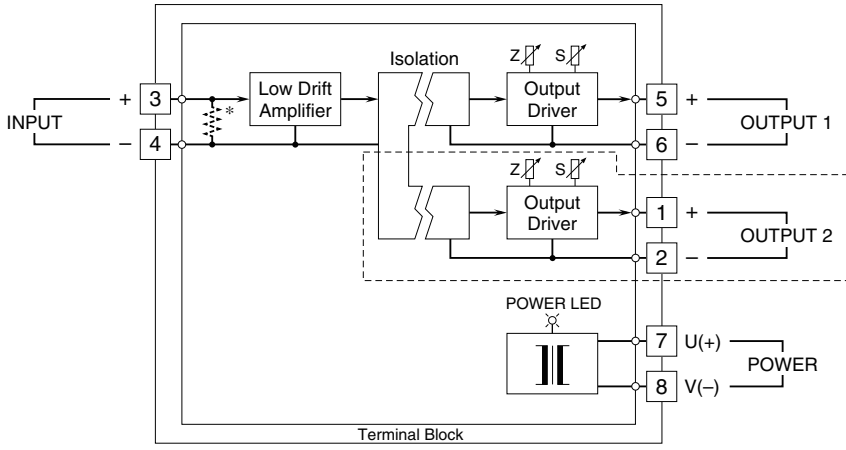 Isolation
Z S
+ 3 * Low Drift Amplifier Output Driver 5 +
INPUT OUTPUT 1
− 4 6 −
Z S
Output Driver 1 +
OUTPUT 2
2 −
POWER LED
7 U(+)
POWER
8 V(−)
Terminal Block